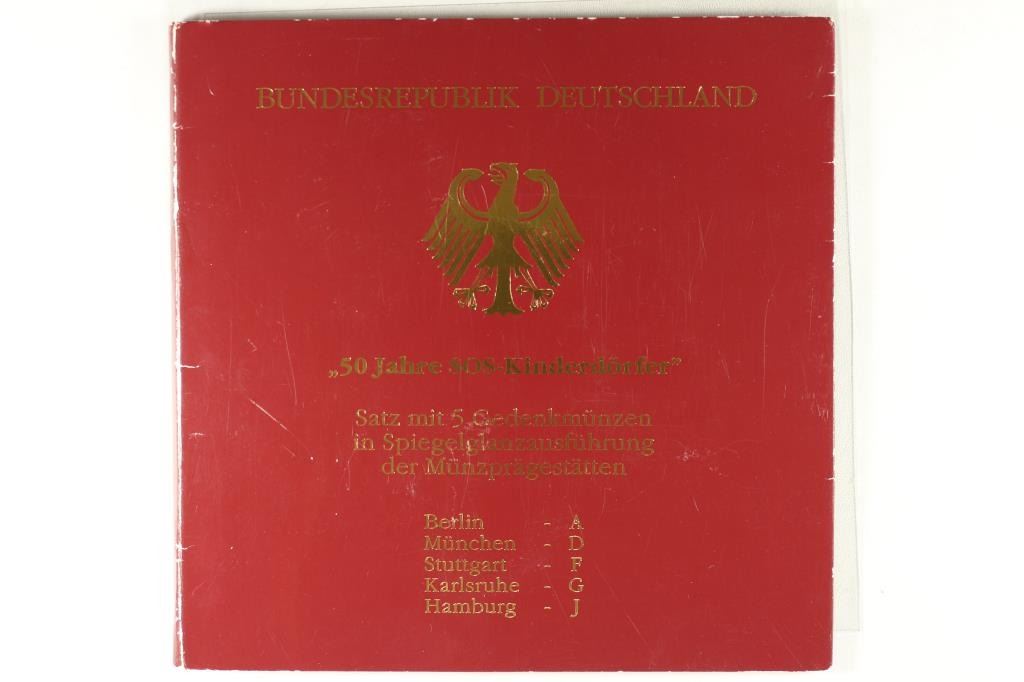 BUNDESREPUBLIK DEUTSCHLAND
„50 Jahre SOS-Kinderdörfer”
Satz mit 5 Gedenkmünzen
in Spiegelglanzausführung
der Münzprägestätten
Berlin - A
München - D
Stuttgart - F
Karlsruhe - G
Hamburg - J